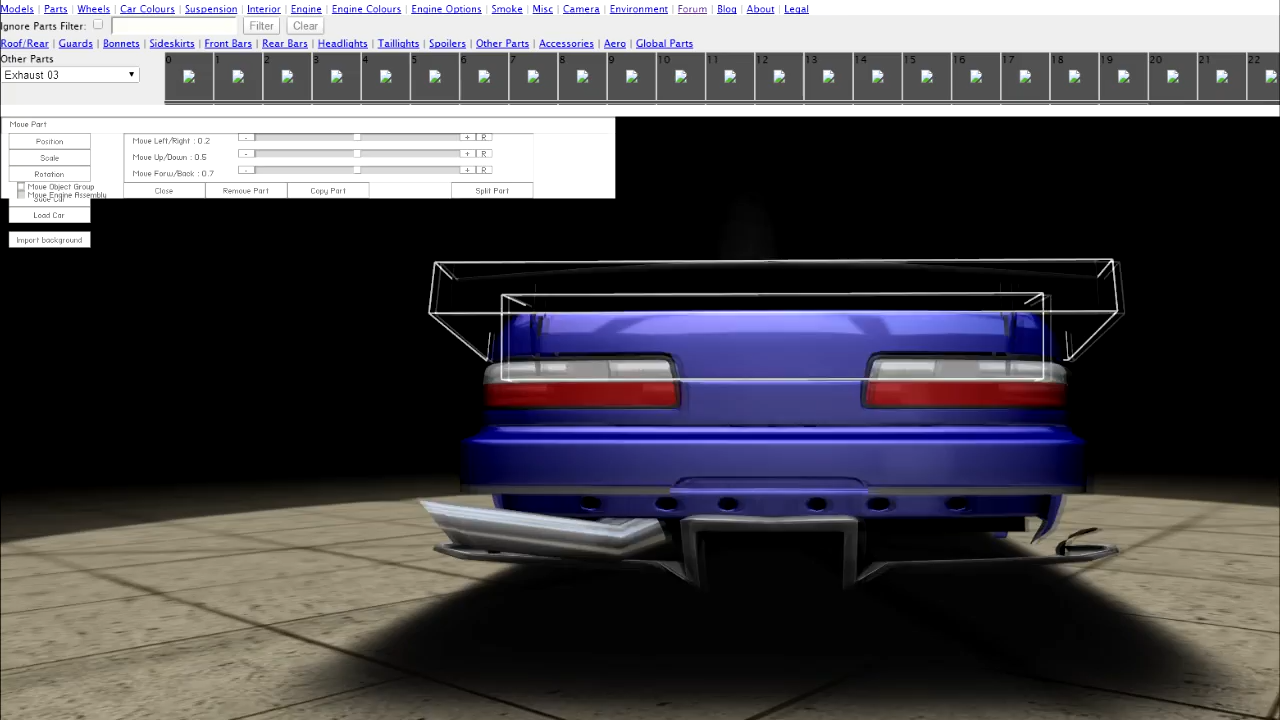 Models Parts Wheels Car Colours Suspension Interior Engine Engine Colours Engine Options Smoke Misc Camera Environment Forum Blog About Legal
Ignore Parts Filter: Filter Clear
Roof/Rear Guards Bonnets Sideskirts Front Bars Rear Bars Headlights Taillights Spoilers Other Parts Accessories Aero Global Parts
Other Parts 0 1 2 3 4 5 6 7 8 9 10 11 12 13 14 15 16 17 18 19 20 21 22
Exhaust 03
Move Part
Position Move Left/Right : 0.2 - + R
Scale Move Up/Down : 0.5 - + R
Rotation Move Forw/Back : 0.7 - + R
Move Object Group
Close Remove Part Copy Part Split Part
Move Engine Assembly
Save Car
Load Car
Import background